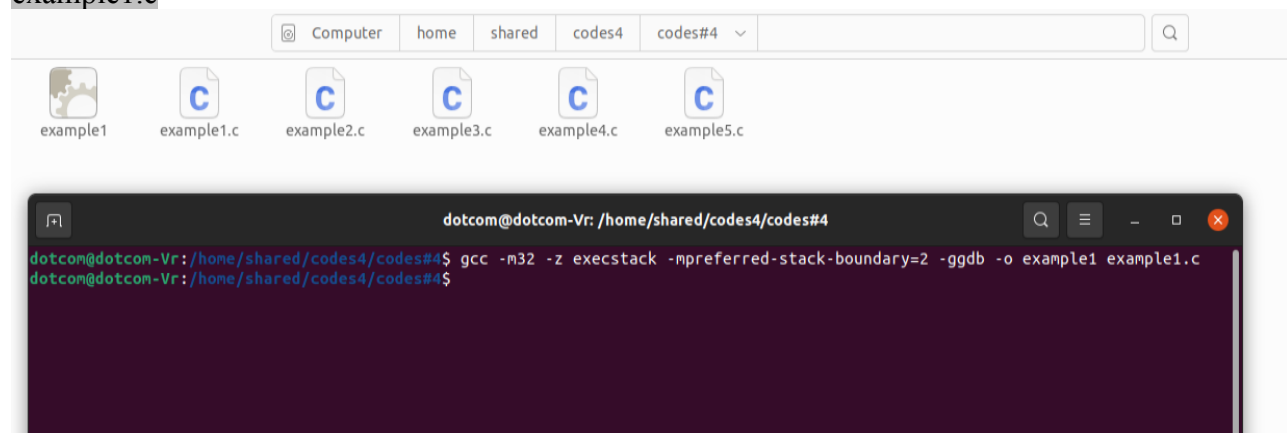 example1.c
Computer home shared codes4 codes#4
example1 example1.c example2.c example3.c example4.c example5.c
dotcom@dotcom-Vr: /home/shared/codes4/codes#4
dotcom@dotcom-Vr:/home/shared/codes4/codes#4$ gcc -m32 -z execstack -mpreferred-stack-boundary=2 -ggdb -o example1 example1.c
dotcom@dotcom-Vr:/home/shared/codes4/codes#4$